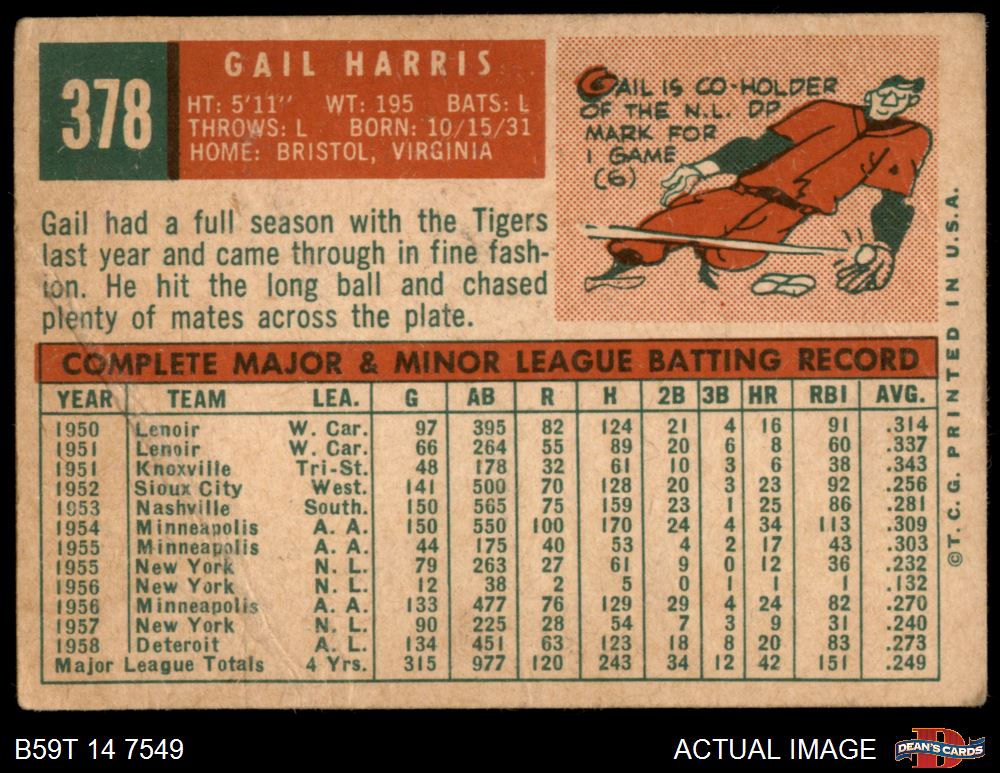 378
GAIL HARRIS
HT: 5'11" WT: 195 BATS: L
THROWS: L BORN: 10/15/31
HOME: BRISTOL, VIRGINIA
GAIL IS CO-HOLDER
OF THE N.L. DP
MARK FOR
1 GAME
(6)
Gail had a full season with the Tigers
last year and came through in fine fash-
ion. He hit the long ball and chased
plenty of mates across the plate.
COMPLETE MAJOR & MINOR LEAGUE BATTING RECORD
YEAR TEAM LEA. G AB R H 2B 3B HR RBI AVG.
1950 Lenoir W. Car. 97 395 82 124 21 4 16 91 .314
1951 Lenoir W. Car. 66 264 55 89 20 6 8 60 .337
1951 Knoxville Tri-St. 48 178 32 61 10 3 6 38 .343
1952 Sioux City West. 141 500 70 128 20 3 23 92 .256
1953 Nashville South. 150 565 75 159 23 1 25 86 .281
1954 Minneapolis A. A. 150 550 100 170 24 4 34 113 .309
1955 Minneapolis A. A. 44 175 40 53 4 2 17 43 .303
1955 New York N. L. 79 263 27 61 9 0 12 36 .232
1956 New York N. L. 12 38 2 5 0 1 1 1 .132
1956 Minneapolis A. A. 133 477 76 129 29 4 24 82 .270
1957 New York N. L. 90 225 28 54 7 3 9 31 .240
1958 Deteroit A. L. 134 451 63 123 18 8 20 83 .273
Major League Totals 4 Yrs. 315 977 120 243 34 12 42 151 .249
©T.C.G. PRINTED IN U.S.A.
B59T 14 7549
ACTUAL IMAGE
D
DEAN'S CARDS